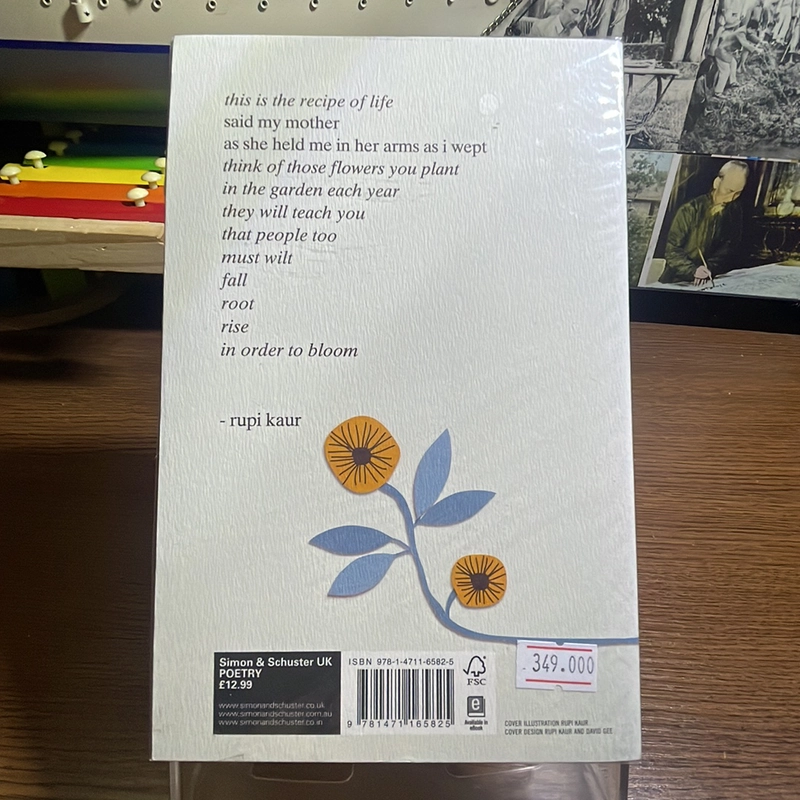 this is the recipe of life
said my mother
as she held me in her arms as i wept
think of those flowers you plant
in the garden each year
they will teach you
that people too
must wilt
fall
root
rise
in order to bloom
- rupi kaur
Simon & Schuster UK
POETRY
£12.99
www.simonandschuster.co.uk
www.simonandschuster.com.au
www.simonandschuster.co.in
ISBN 978-1-4711-6582-5
9 781471 165825
FSC
e
Available in
eBook
349.000
COVER ILLUSTRATION RUPI KAUR
COVER DESIGN RUPI KAUR AND DAVID GEE